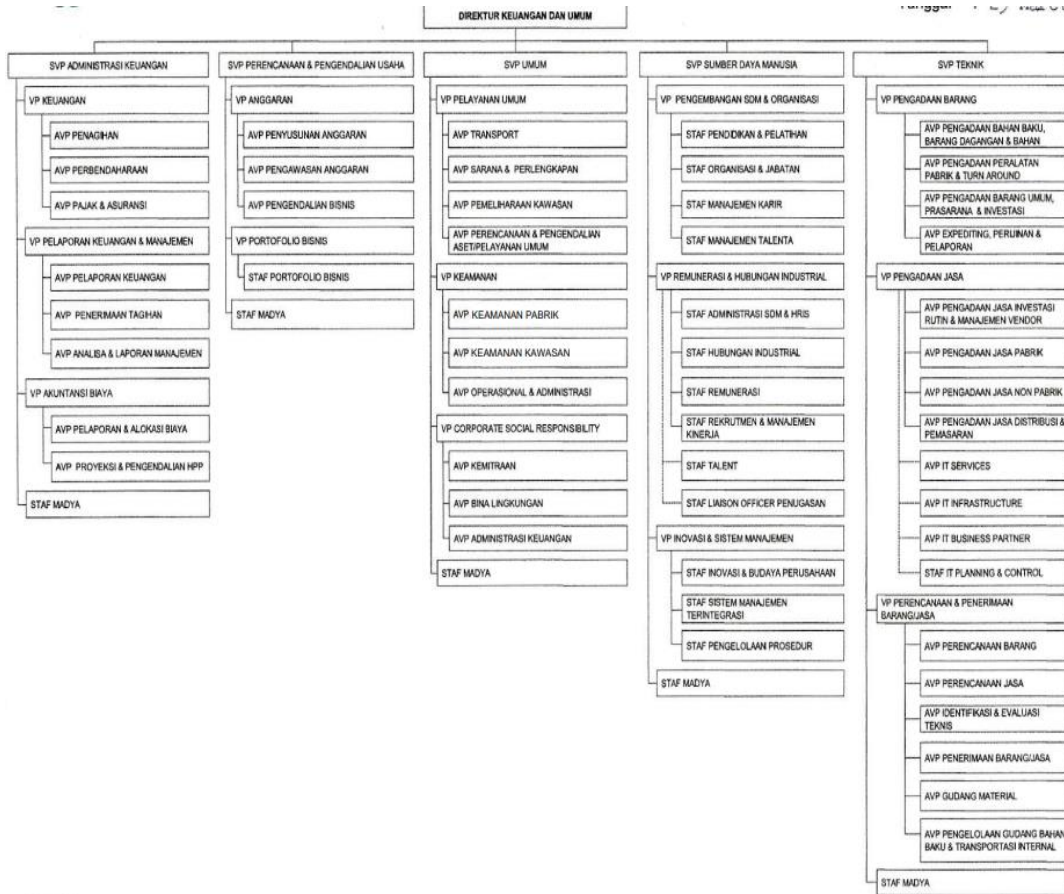 Tanggal
DIREKTUR KEUANGAN DAN UMUM
SVP ADMINISTRASI KEUANGAN
VP KEUANGAN
AVP PENAGIHAN
AVP PERBENDAHARAAN
AVP PAJAK & ASURANSI
VP PELAPORAN KEUANGAN & MANAJEMEN
AVP PELAPORAN KEUANGAN
AVP PENERIMAAN TAGIHAN
AVP ANALISA & LAPORAN MANAJEMEN
VP AKUNTANSI BIAYA
AVP PELAPORAN & ALOKASI BIAYA
AVP PROYEKSI & PENGENDALIAN HPP
STAF MADYA
SVP PERENCANAAN & PENGENDALIAN USAHA
VP ANGGARAN
AVP PENYUSUNAN ANGGARAN
AVP PENGAWASAN ANGGARAN
AVP PENGENDALIAN BISNIS
VP PORTOFOLIO BISNIS
STAF PORTOFOLIO BISNIS
STAF MADYA
SVP UMUM
VP PELAYANAN UMUM
AVP TRANSPORT
AVP SARANA & PERLENGKAPAN
AVP PEMELIHARAAN KAWASAN
AVP PERENCANAAN & PENGENDALIAN
ASET/PELAYANAN UMUM
VP KEAMANAN
AVP KEAMANAN PABRIK
AVP KEAMANAN KAWASAN
AVP OPERASIONAL & ADMINISTRASI
VP CORPORATE SOCIAL RESPONSIBILITY
AVP KEMITRAAN
AVP BINA LINGKUNGAN
AVP ADMINISTRASI KEUANGAN
STAF MADYA
SVP SUMBER DAYA MANUSIA
VP PENGEMBANGAN SDM & ORGANISASI
STAF PENDIDIKAN & PELATIHAN
STAF ORGANISASI & JABATAN
STAF MANAJEMEN KARIR
STAF MANAJEMEN TALENTA
VP REMUNERASI & HUBUNGAN INDUSTRIAL
STAF ADMINISTRASI SDM & HRIS
STAF HUBUNGAN INDUSTRIAL
STAF REMUNERASI
STAF REKRUTMEN & MANAJEMEN
KINERJA
STAF TALENT
STAF LIAISON OFFICER PENUGASAN
VP INOVASI & SISTEM MANAJEMEN
STAF INOVASI & BUDAYA PERUSAHAAN
STAF SISTEM MANAJEMEN
TERINTEGRASI
STAF PENGELOLAAN PROSEDUR
STAF MADYA
SVP TEKNIK
VP PENGADAAN BARANG
AVP PENGADAAN BAHAN BAKU,
BARANG DAGANGAN & BAHAN
AVP PENGADAAN PERALATAN
PABRIK & TURN AROUND
AVP PENGADAAN BARANG UMUM,
PRASARANA & INVESTASI
AVP EXPEDITING, PERIJINAN &
PELAPORAN
VP PENGADAAN JASA
AVP PENGADAAN JASA INVESTASI
RUTIN & MANAJEMEN VENDOR
AVP PENGADAAN JASA PABRIK
AVP PENGADAAN JASA NON PABRIK
AVP PENGADAAN JASA DISTRIBUSI &
PEMASARAN
AVP IT SERVICES
AVP IT INFRASTRUCTURE
AVP IT BUSINESS PARTNER
STAF IT PLANNING & CONTROL
VP PERENCANAAN & PENERIMAAN
BARANG/JASA
AVP PERENCANAAN BARANG
AVP PERENCANAAN JASA
AVP IDENTIFIKASI & EVALUASI
TEKNIS
AVP PENERIMAAN BARANG/JASA
AVP GUDANG MATERIAL
AVP PENGELOLAAN GUDANG BAHAN
BAKU & TRANSPORTASI INTERNAL
STAF MADYA